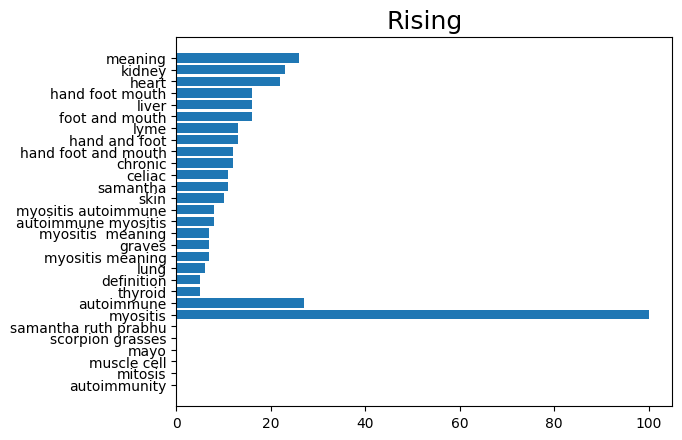 Rising
meaning
kidney
heart
hand foot mouth
liver
foot and mouth
lyme
hand and foot
hand foot and mouth
chronic
celiac
samantha
skin
myositis autoimmune
autoimmune myositis
myositis  meaning
graves
myositis meaning
lung
definition
thyroid
autoimmune
myositis
samantha ruth prabhu
scorpion grasses
mayo
muscle cell
mitosis
autoimmunity
0 20 40 60 80 100